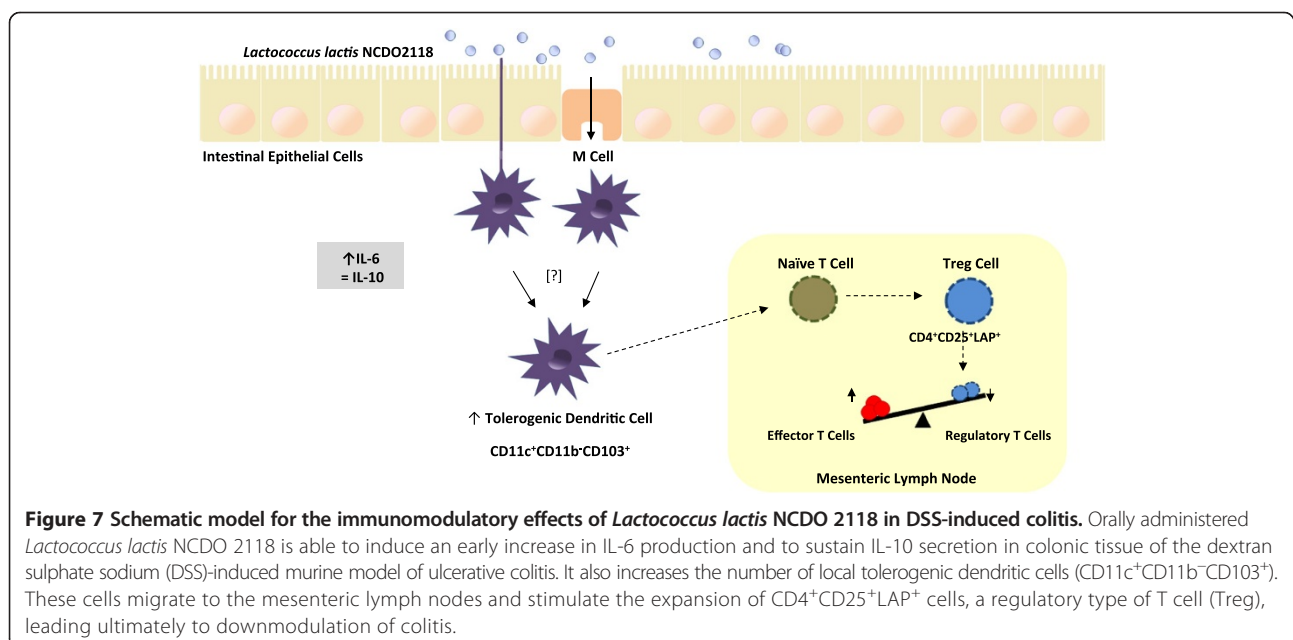 Lactococcus lactis NCDO2118
Intestinal Epithelial Cells
M Cell
↑IL-6
= IL-10
[?]
Naïve T Cell
Treg Cell
CD4⁺CD25⁺LAP⁺
↑ Tolerogenic Dendritic Cell
CD11c⁺CD11b⁻CD103⁺
Effector T Cells
Regulatory T Cells
Mesenteric Lymph Node
Figure 7 Schematic model for the immunomodulatory effects of Lactococcus lactis NCDO 2118 in DSS-induced colitis. Orally administered
Lactococcus lactis NCDO 2118 is able to induce an early increase in IL-6 production and to sustain IL-10 secretion in colonic tissue of the dextran
sulphate sodium (DSS)-induced murine model of ulcerative colitis. It also increases the number of local tolerogenic dendritic cells (CD11c⁺CD11b⁻CD103⁺).
These cells migrate to the mesenteric lymph nodes and stimulate the expansion of CD4⁺CD25⁺LAP⁺ cells, a regulatory type of T cell (Treg),
leading ultimately to downmodulation of colitis.